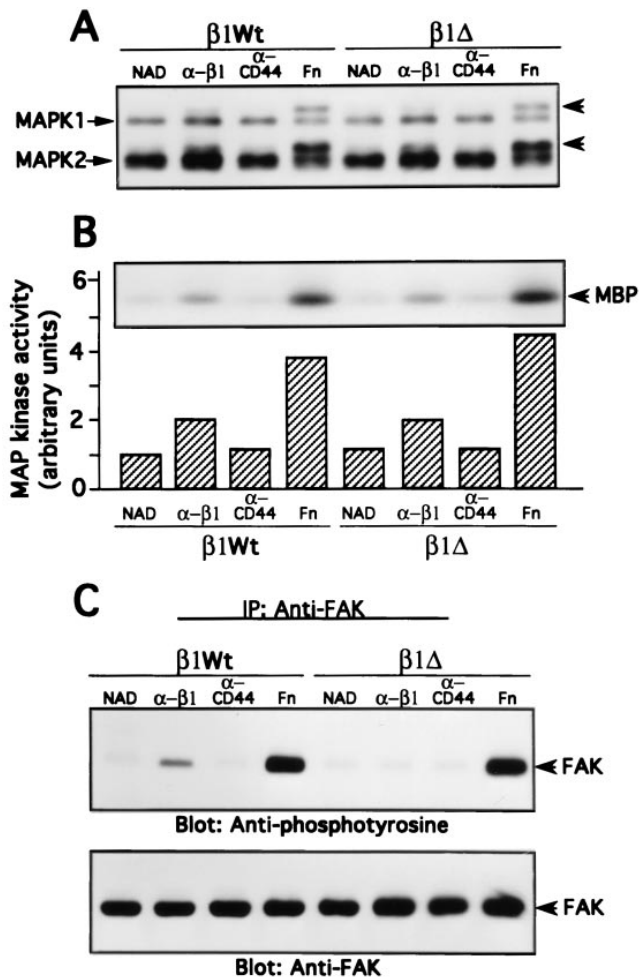 A
β1Wt β1Δ
NAD α-β1 α-CD44 Fn NAD α-β1 α-CD44 Fn
MAPK1
MAPK2
B
MAP kinase activity
(arbitrary units)
6
4
2
0
MBP
NAD α-β1 α-CD44 Fn NAD α-β1 α-CD44 Fn
β1Wt β1Δ
C
IP: Anti-FAK
β1Wt β1Δ
NAD α-β1 α-CD44 Fn NAD α-β1 α-CD44 Fn
FAK
Blot: Anti-phosphotyrosine
FAK
Blot: Anti-FAK